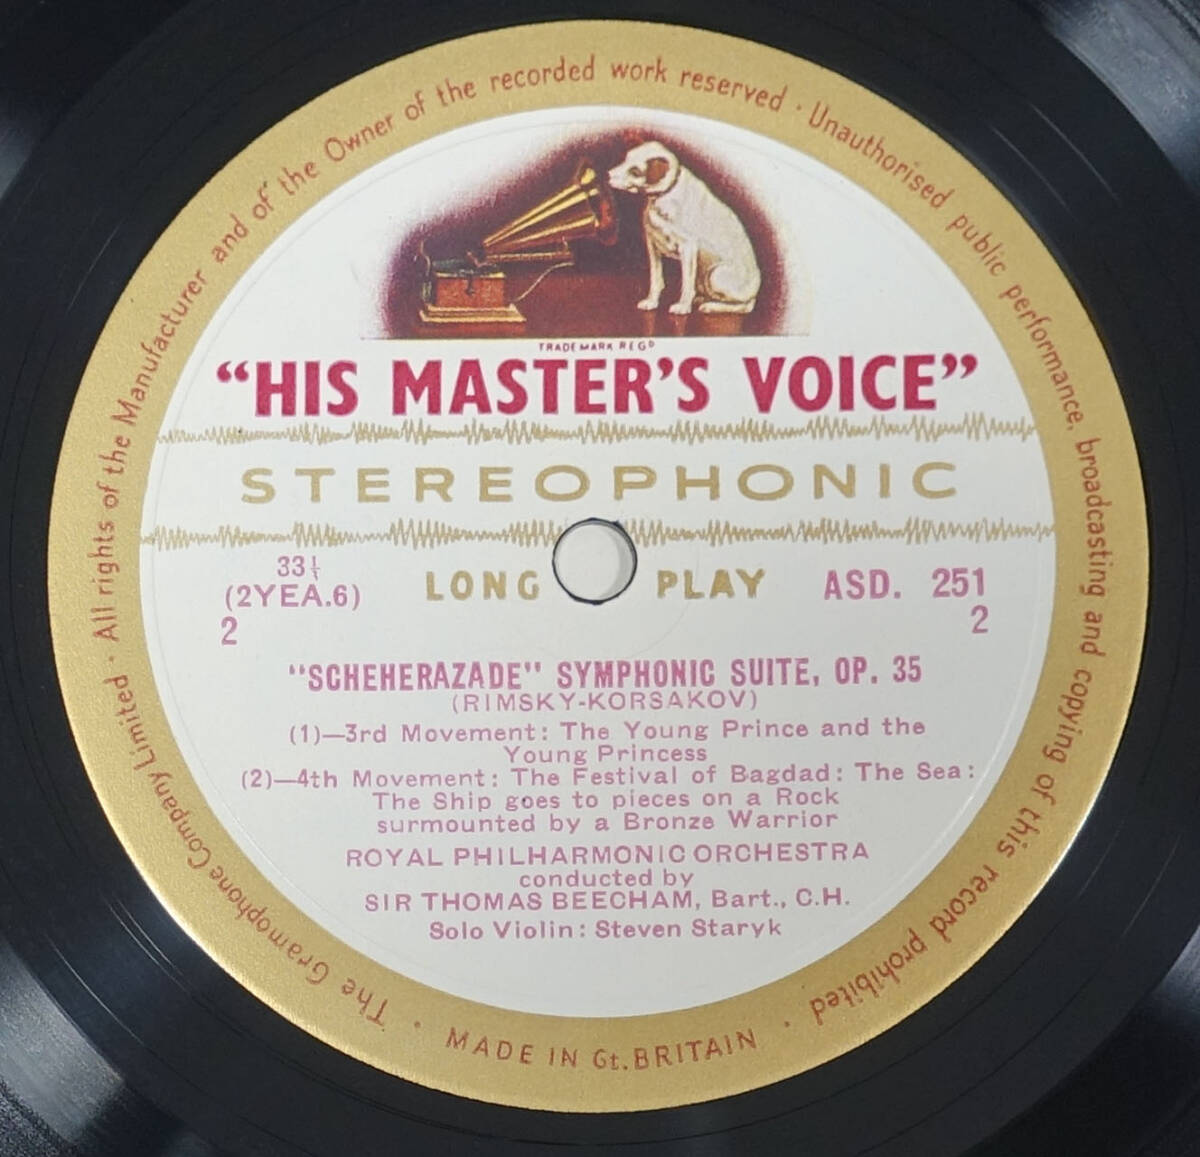 The Gramophone Company Limited · All rights of the Manufacturer and of the Owner of the recorded work reserved · Unauthorised public performance, broadcasting and copying of this record prohibited ·
TRADE MARK REGD
“HIS MASTER'S VOICE”
STEREOPHONIC
33⅓
(2YEA.6)
2
LONG PLAY
ASD. 251
2
"SCHEHERAZADE" SYMPHONIC SUITE, OP. 35
(RIMSKY-KORSAKOV)
(1)—3rd Movement: The Young Prince and the
Young Princess
(2)—4th Movement: The Festival of Bagdad: The Sea:
The Ship goes to pieces on a Rock
surmounted by a Bronze Warrior
ROYAL PHILHARMONIC ORCHESTRA
conducted by
SIR THOMAS BEECHAM, Bart., C.H.
Solo Violin: Steven Staryk
MADE IN Gt. BRITAIN ·